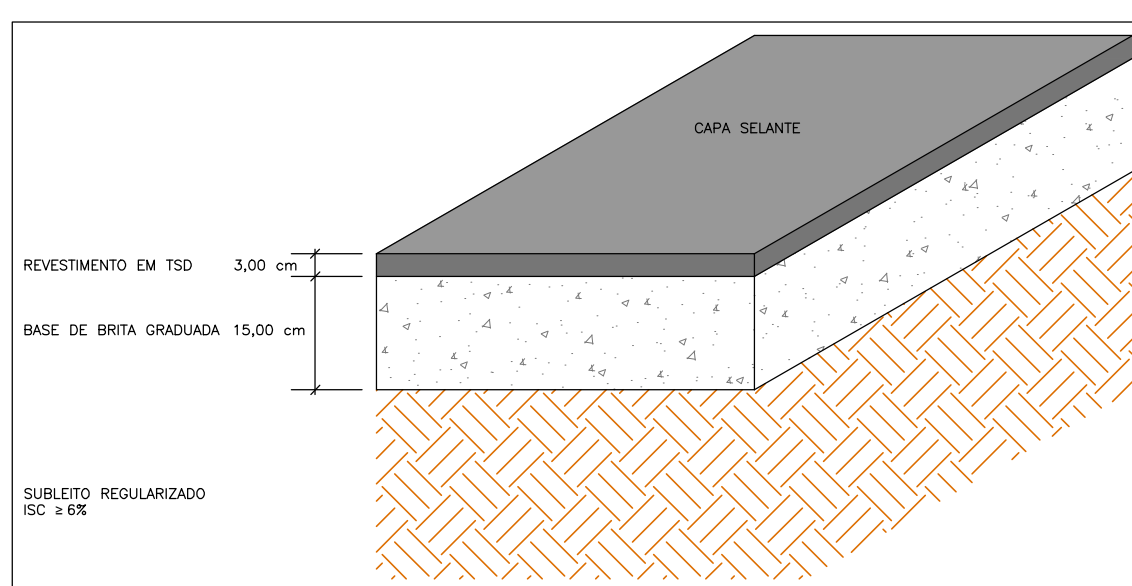 CAPA SELANTE
REVESTIMENTO EM TSD 3,00 cm
BASE DE BRITA GRADUADA 15,00 cm
SUBLEITO REGULARIZADO
ISC ≥ 6%